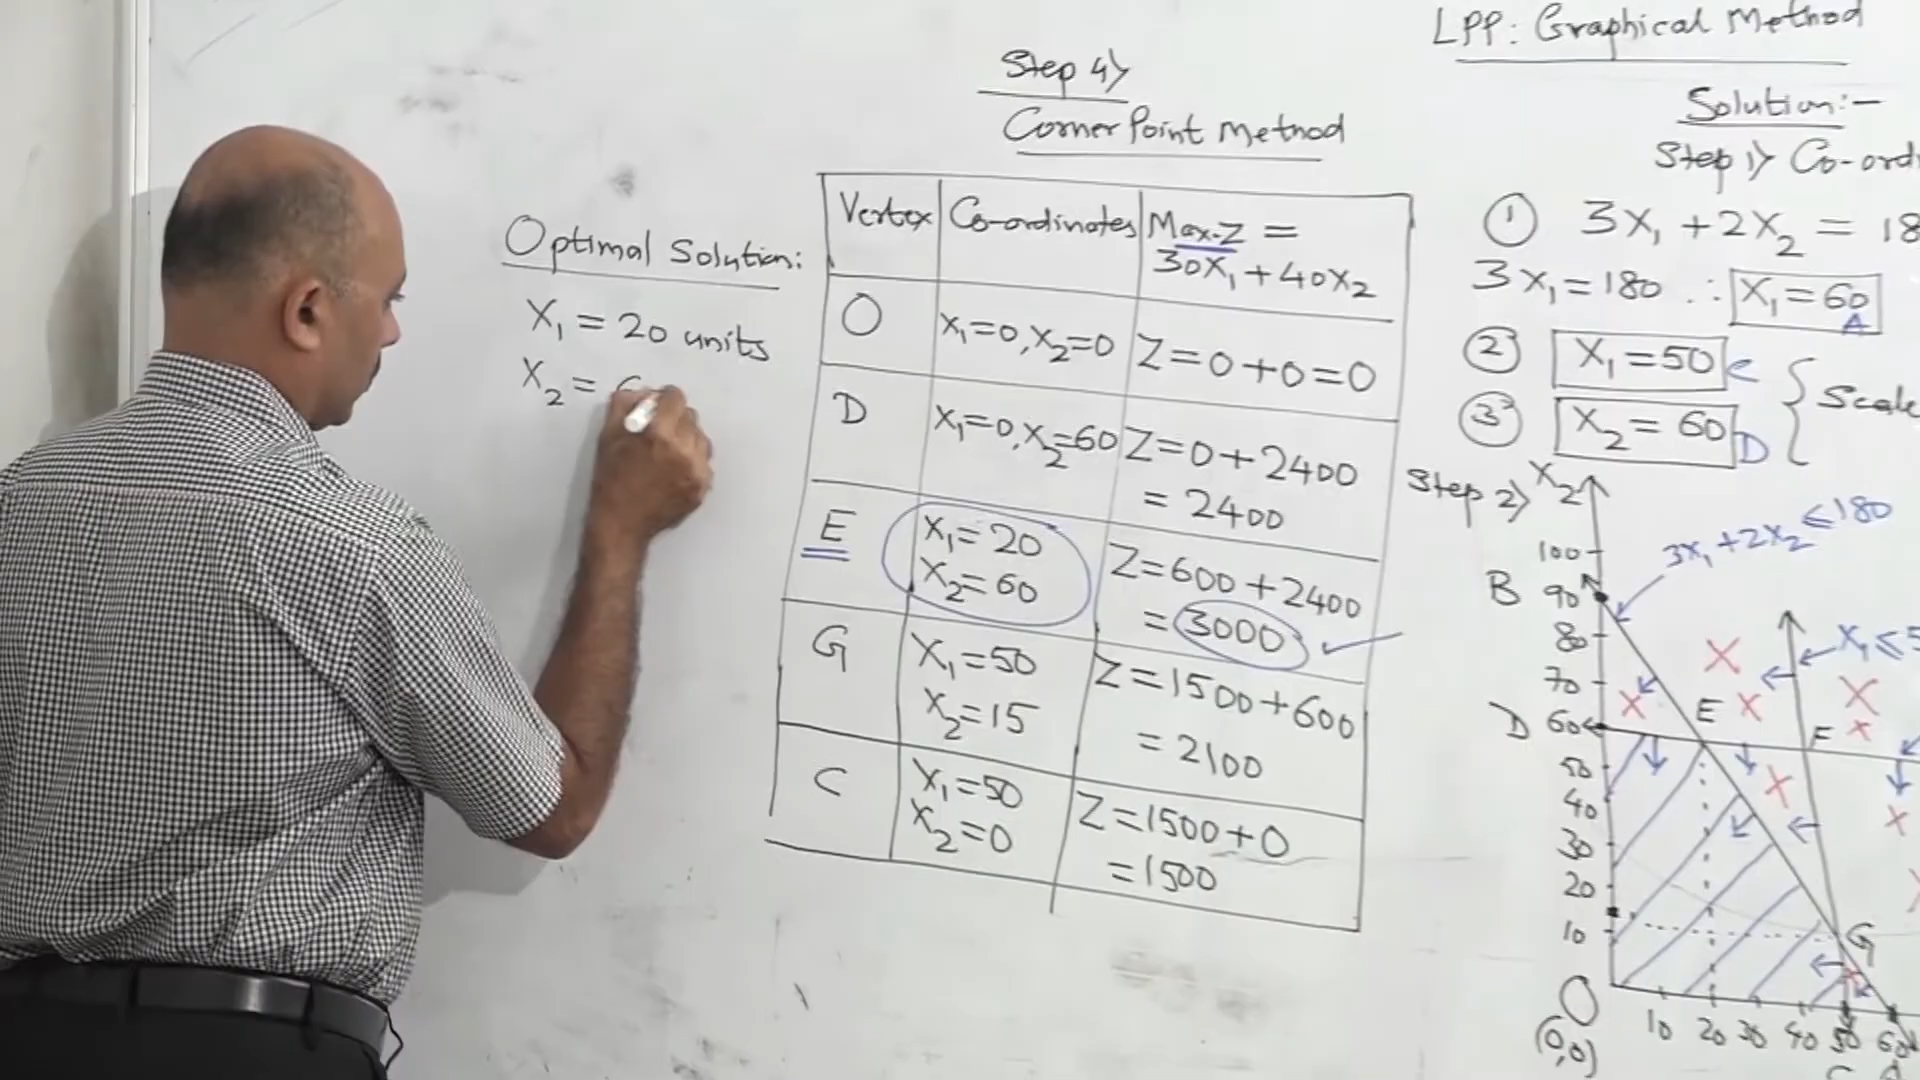 LPP: Graphical Method
Step 4>
Corner Point Method
Optimal Solution:
X₁ = 20 units
X₂ =
Vertex Co-ordinates Max.Z =
30X₁ + 40X₂
O X₁=0, X₂=0 Z=0+0=0
D X₁=0, X₂=60 Z=0+2400
= 2400
E X₁=20
X₂=60 Z=600+2400
= 3000
G X₁=50
X₂=15 Z=1500+600
= 2100
C X₁=50
X₂=0 Z=1500+0
=1500
Solution:-
Step 1> Co-ord
① 3X₁ + 2X₂ = 18
3X₁=180 ∴ X₁=60
A
② X₁=50 C
③ X₂=60 D
Scale
Step 2> X₂
3X₁+2X₂ ≤180
X₁ ≤5
100
B 90
80
70
D 60 E F
50
40
30
20
10 G
O
(0,0)
10 20 30 40 50 60
C A